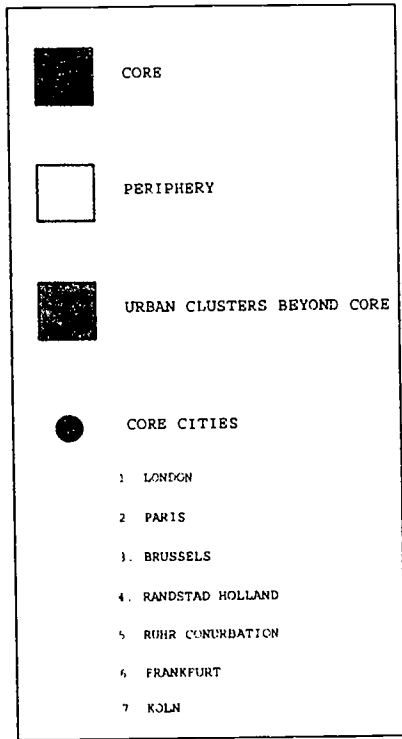 CORE
PERIPHERY
URBAN CLUSTERS BEYOND CORE
CORE CITIES
1 LONDON
2 PARIS
3. BRUSSELS
4. RANDSTAD HOLLAND
5 RUHR CONURBATION
6 FRANKFURT
7 KOLN